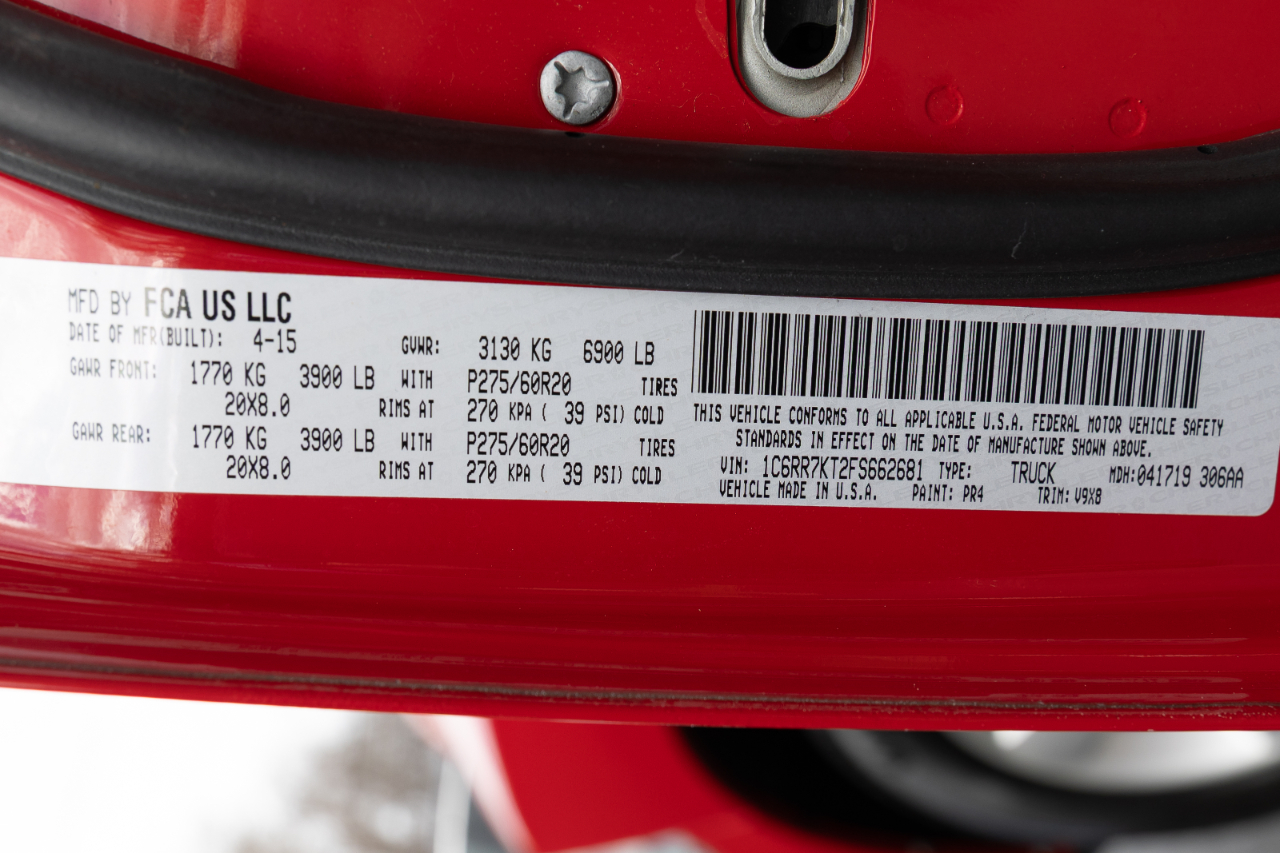 MFD BY FCA US LLC
DATE OF MFR(BUILT): 4-15 GVWR: 3130 KG 6900 LB
GAWR FRONT: 1770 KG 3900 LB WITH P275/60R20 TIRES
20X8.0 RIMS AT 270 KPA ( 39 PSI) COLD
GAWR REAR: 1770 KG 3900 LB WITH P275/60R20 TIRES
20X8.0 RIMS AT 270 KPA ( 39 PSI) COLD
THIS VEHICLE CONFORMS TO ALL APPLICABLE U.S.A. FEDERAL MOTOR VEHICLE SAFETY
STANDARDS IN EFFECT ON THE DATE OF MANUFACTURE SHOWN ABOVE.
VIN: 1C6RR7KT2FS662681 TYPE: TRUCK MDH:041719 306AA
VEHICLE MADE IN U.S.A. PAINT: PR4 TRIM: V9X8